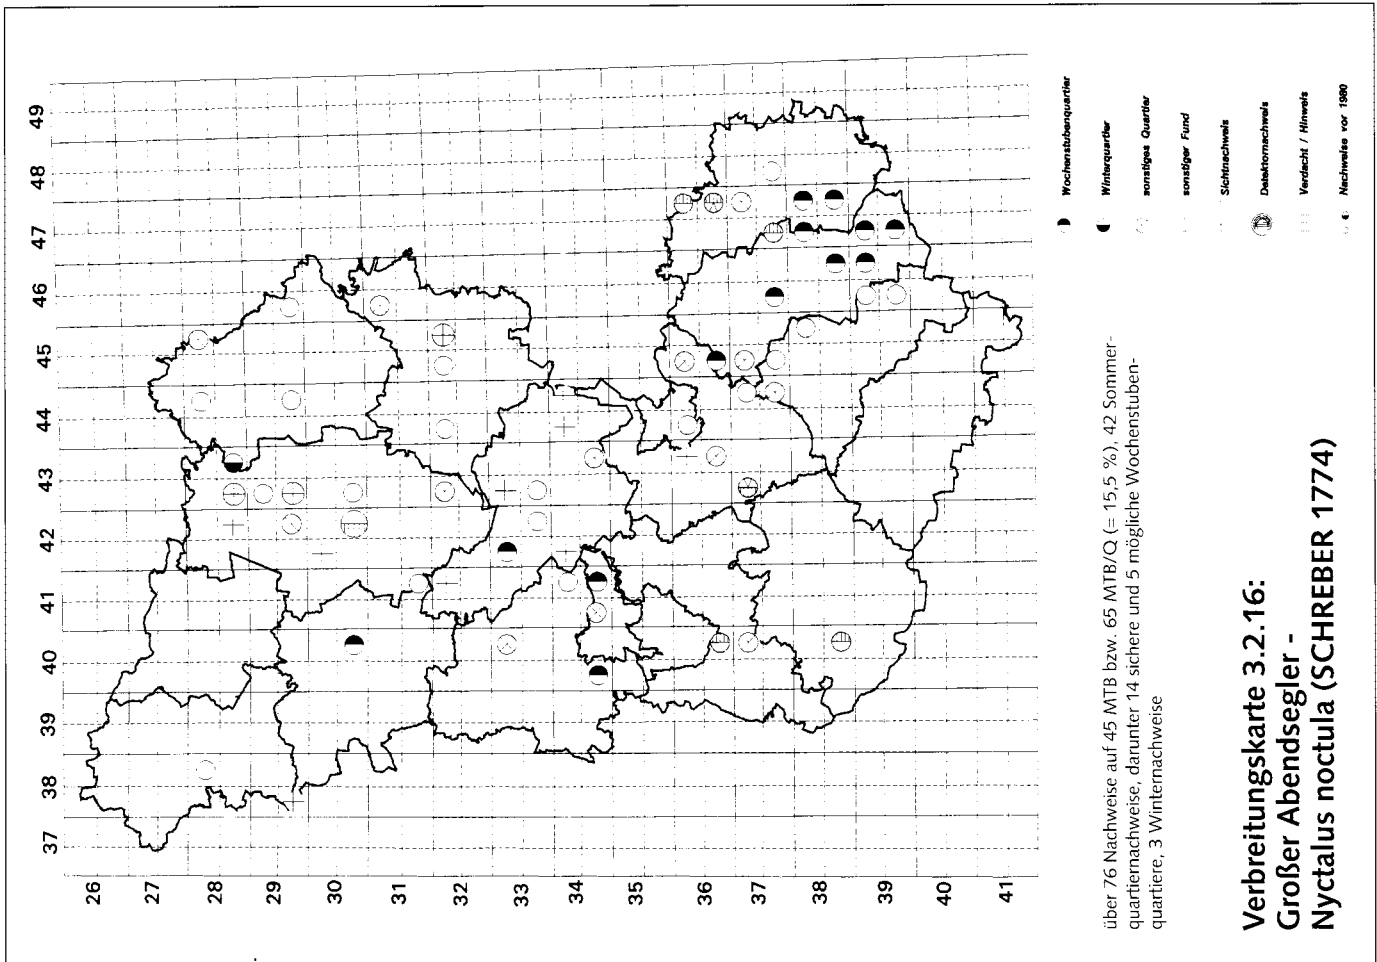 49
48
47
46
45
44
43
42
41
40
39
38
37
26
27
28
29
30
31
32
33
34
35
36
37
38
39
40
41
Wochenstubenquartier
Winterquartier
sonstiges Quartier
sonstiger Fund
Sichtnachweis
Detektornachweis
Verdacht / Hinweis
Nachweise vor 1980
über 76 Nachweise auf 45 MTB bzw. 65 MTB/Q (= 15,5 %), 42 Sommer-
quartiernachweise, darunter 14 sichere und 5 mögliche Wochenstuben-
quartiere, 3 Winternachweise
Verbreitungskarte 3.2.16:
Großer Abendsegler -
Nyctalus noctula (SCHREBER 1774)